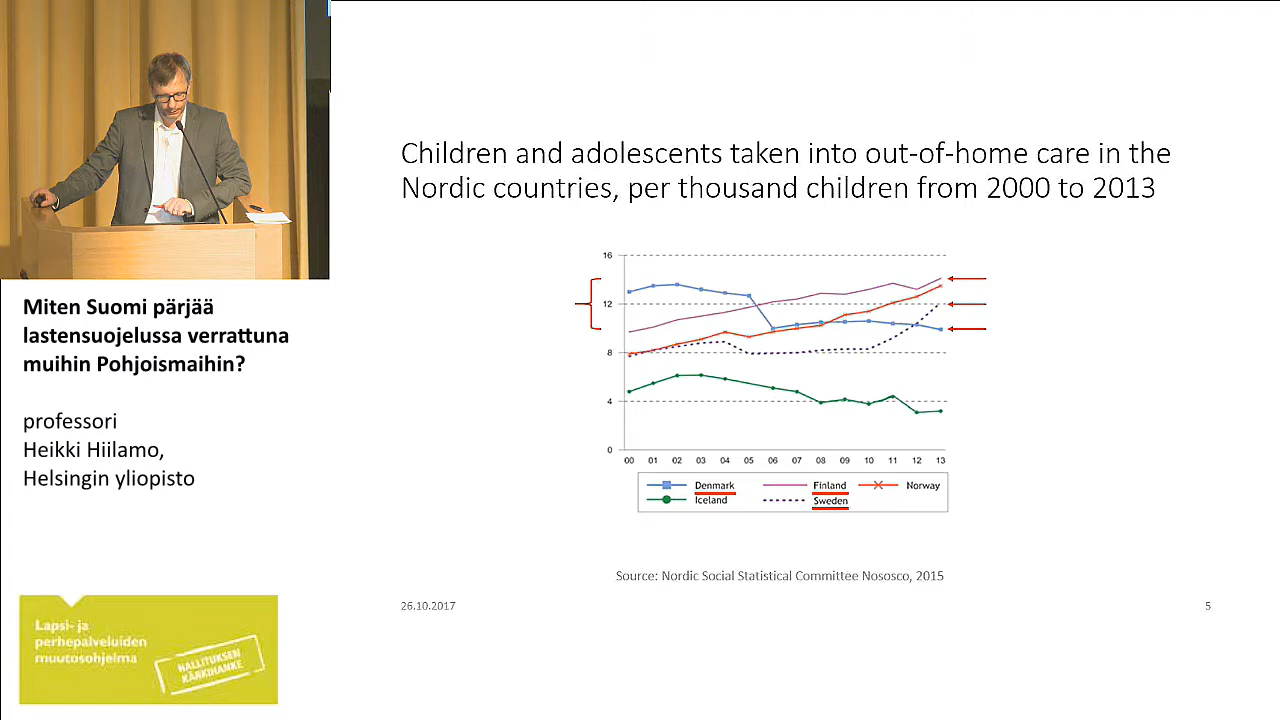 Children and adolescents taken into out-of-home care in the
Nordic countries, per thousand children from 2000 to 2013
16
12
8
4
0
00 01 02 03 04 05 06 07 08 09 10 11 12 13
Denmark Finland Norway
Iceland Sweden
Source: Nordic Social Statistical Committee Nososco, 2015
26.10.2017
5
Miten Suomi pärjää
lastensuojelussa verrattuna
muihin Pohjoismaihin?
professori
Heikki Hiilamo,
Helsingin yliopisto
Lapsi- ja
perhepalveluiden
muutosohjelma
HALLITUKSEN
KÄRKIHANKE